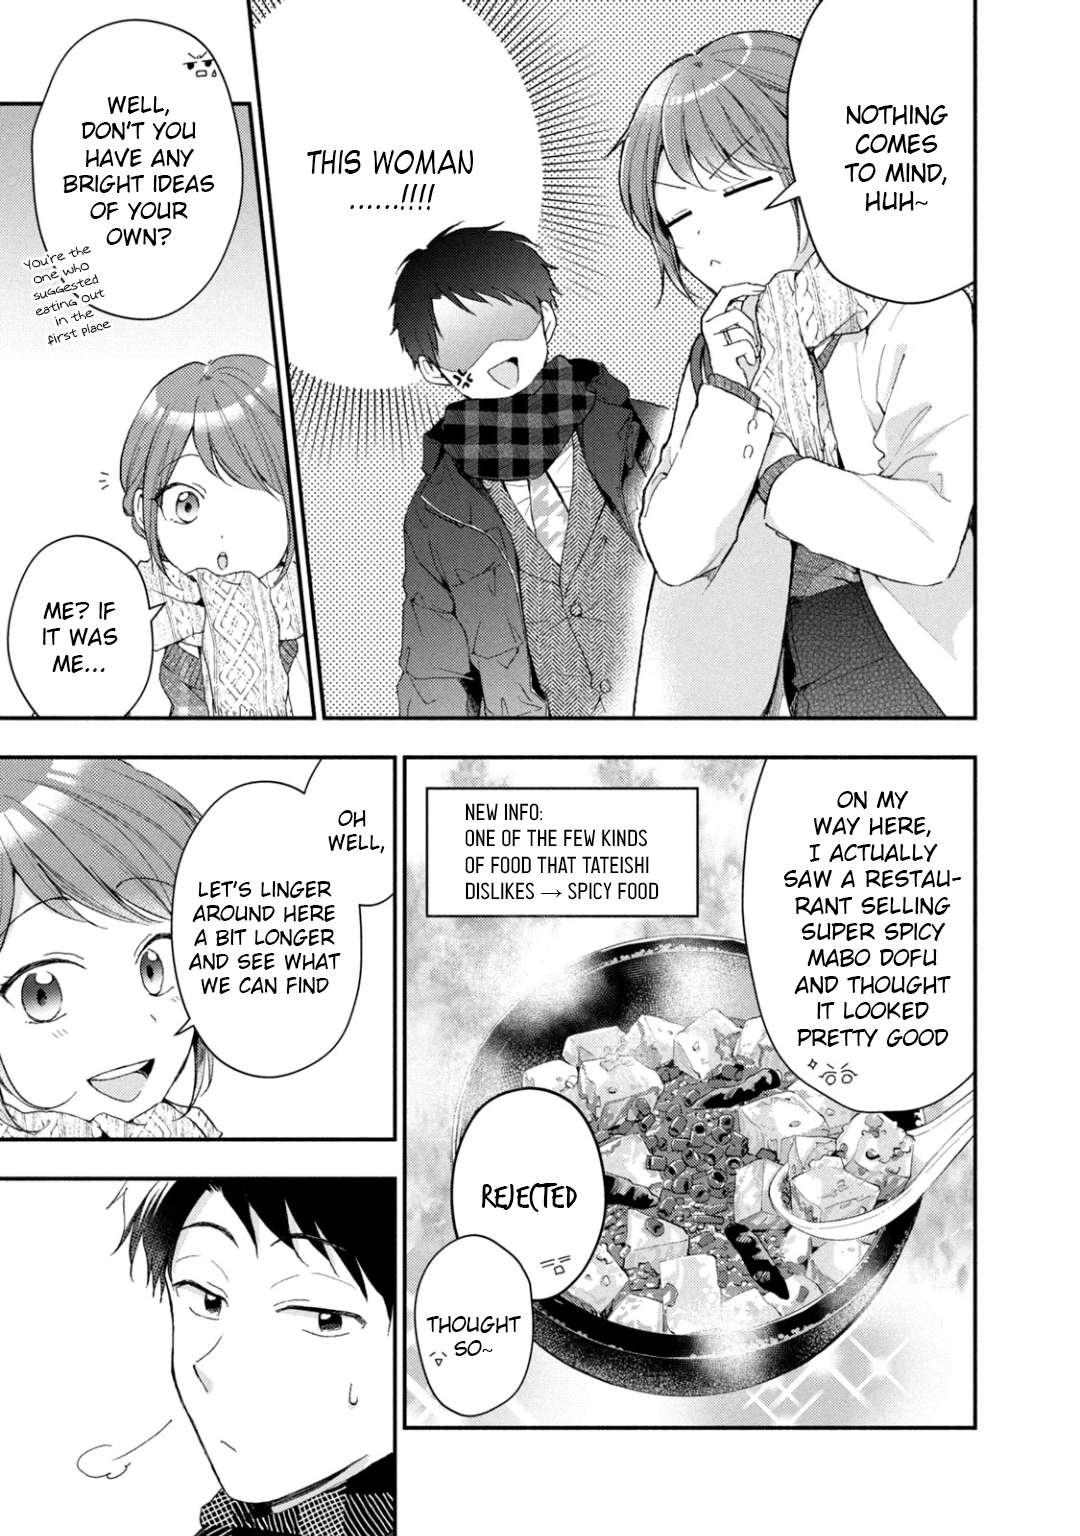 NOTHING
COMES
TO MIND,
HUH~
THIS WOMAN
......!!!!
WELL,
DON'T YOU
HAVE ANY
BRIGHT IDEAS
OF YOUR
OWN?
You're the
one who
suggested
eating out
in the
first place
ME? IF
IT WAS
ME...
ON MY
WAY HERE,
I ACTUALLY
SAW A RESTAU-
RANT SELLING
SUPER SPICY
MABO DOFU
AND THOUGHT
IT LOOKED
PRETTY GOOD
NEW INFO:
ONE OF THE FEW KINDS
OF FOOD THAT TATEISHI
DISLIKES → SPICY FOOD
REJECTED
THOUGHT
SO~
OH
WELL,
LET'S LINGER
AROUND HERE
A BIT LONGER
AND SEE WHAT
WE CAN FIND